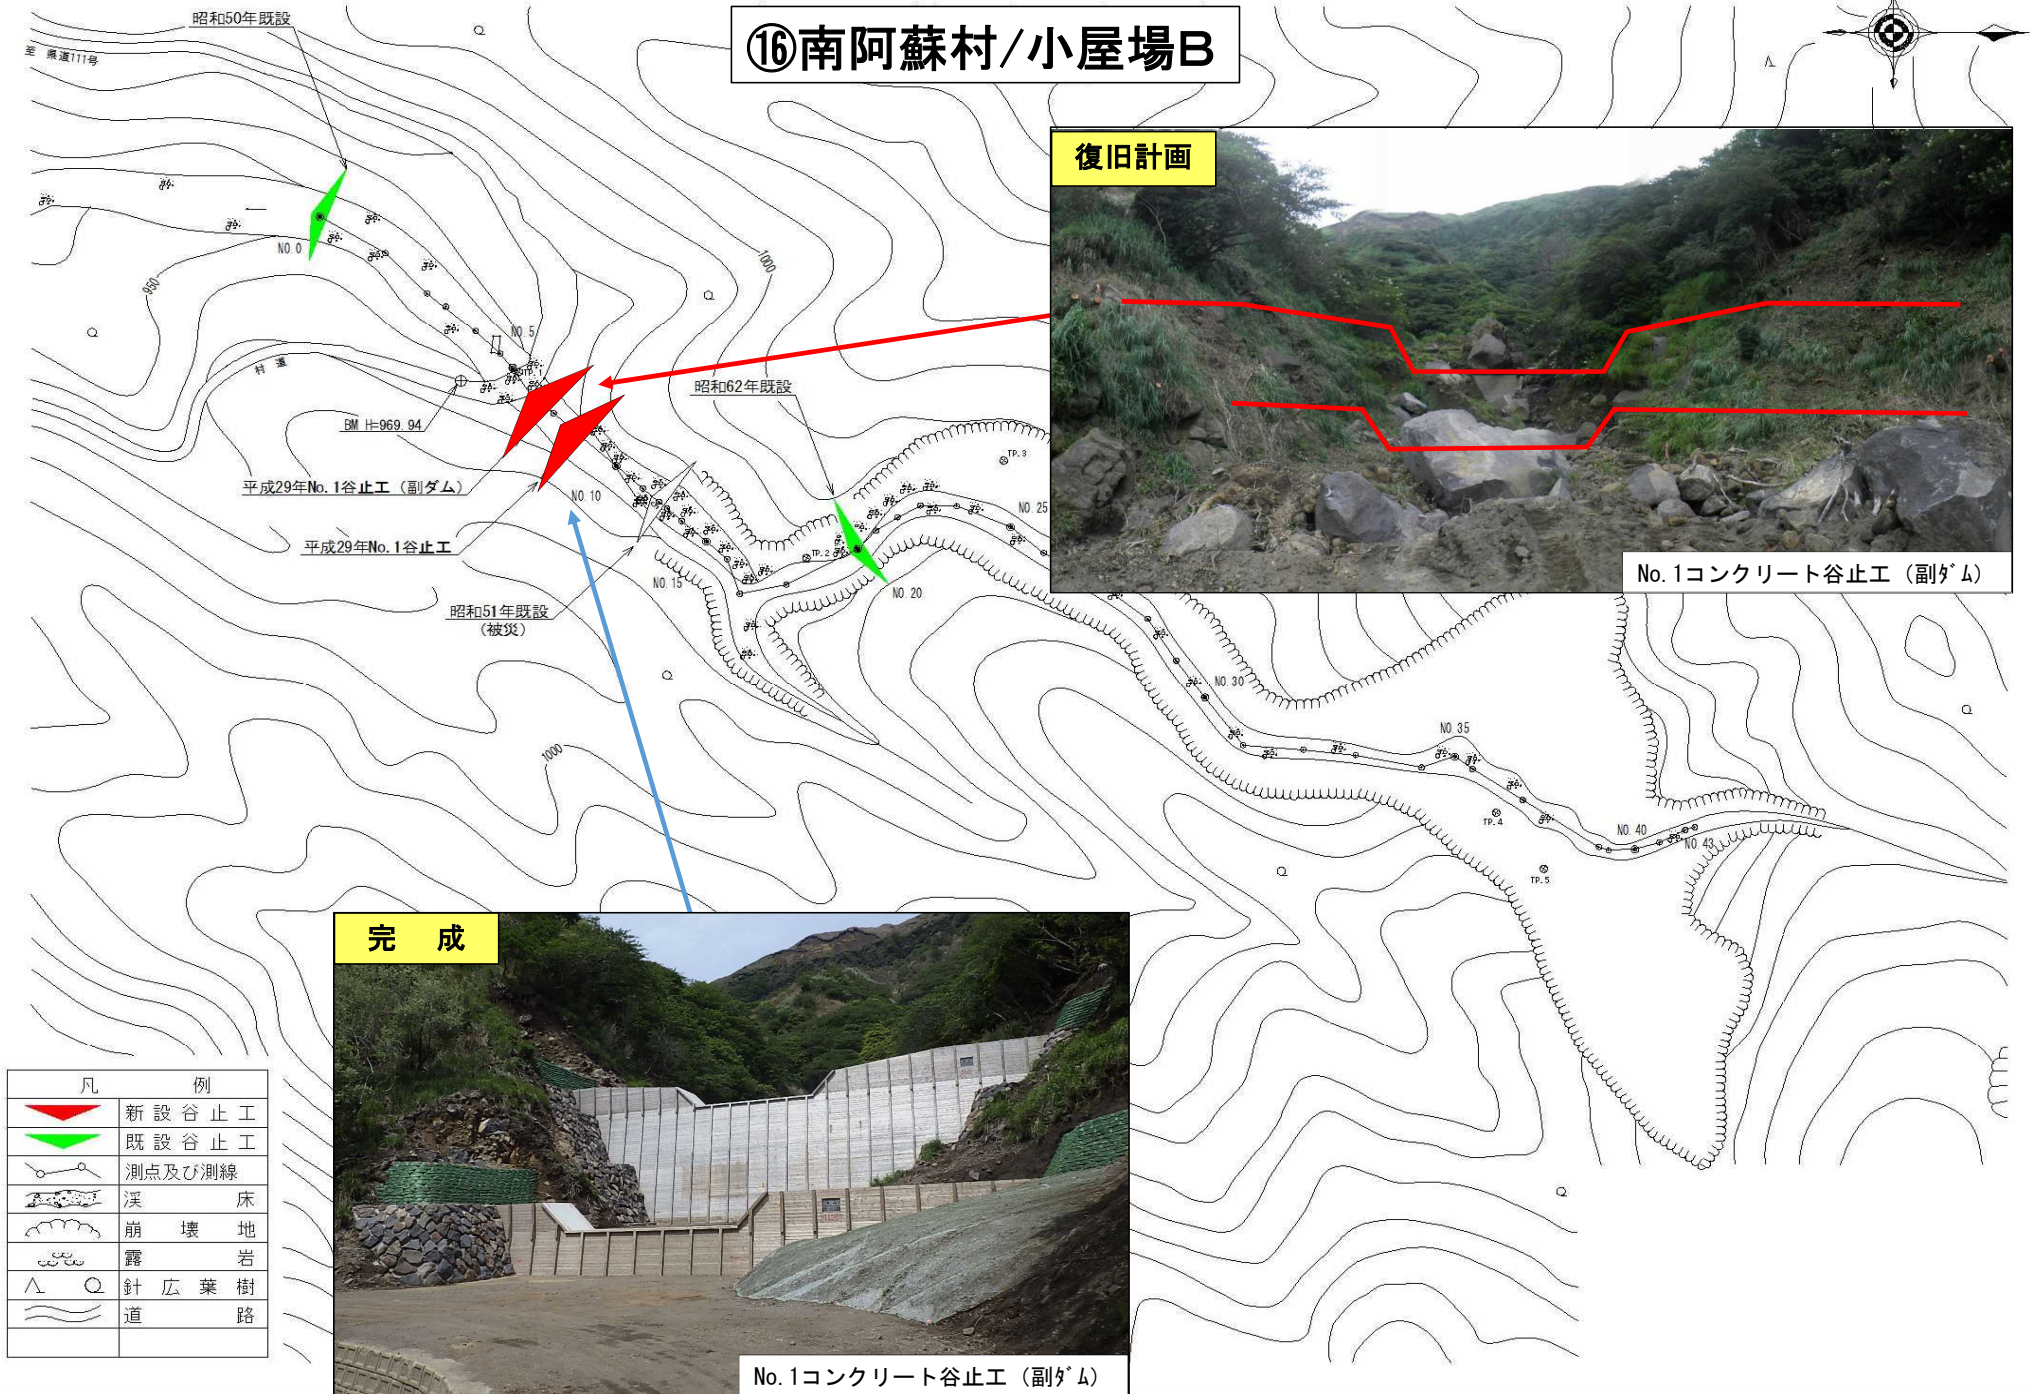 ⑯南阿蘇村/小屋場B
昭和50年既設
至 県道111号
復旧計画
NO.0
950
1000
NO.5
TP.1
村道
昭和62年既設
BM H=969.94
平成29年No.1谷止工（副ダム）
NO.10
平成29年No.1谷止工
TP.3
NO.25
TP.2
NO.15
NO.20
昭和51年既設
（被災）
No.1コンクリート谷止工（副ﾀﾞﾑ）
NO.30
NO.35
1000
TP.4
NO.40
NO.43
TP.5
完 成
No.1コンクリート谷止工（副ﾀﾞﾑ）
凡 例
新設谷止工
既設谷止工
測点及び測線
渓床
崩壊地
露岩
針広葉樹
道路